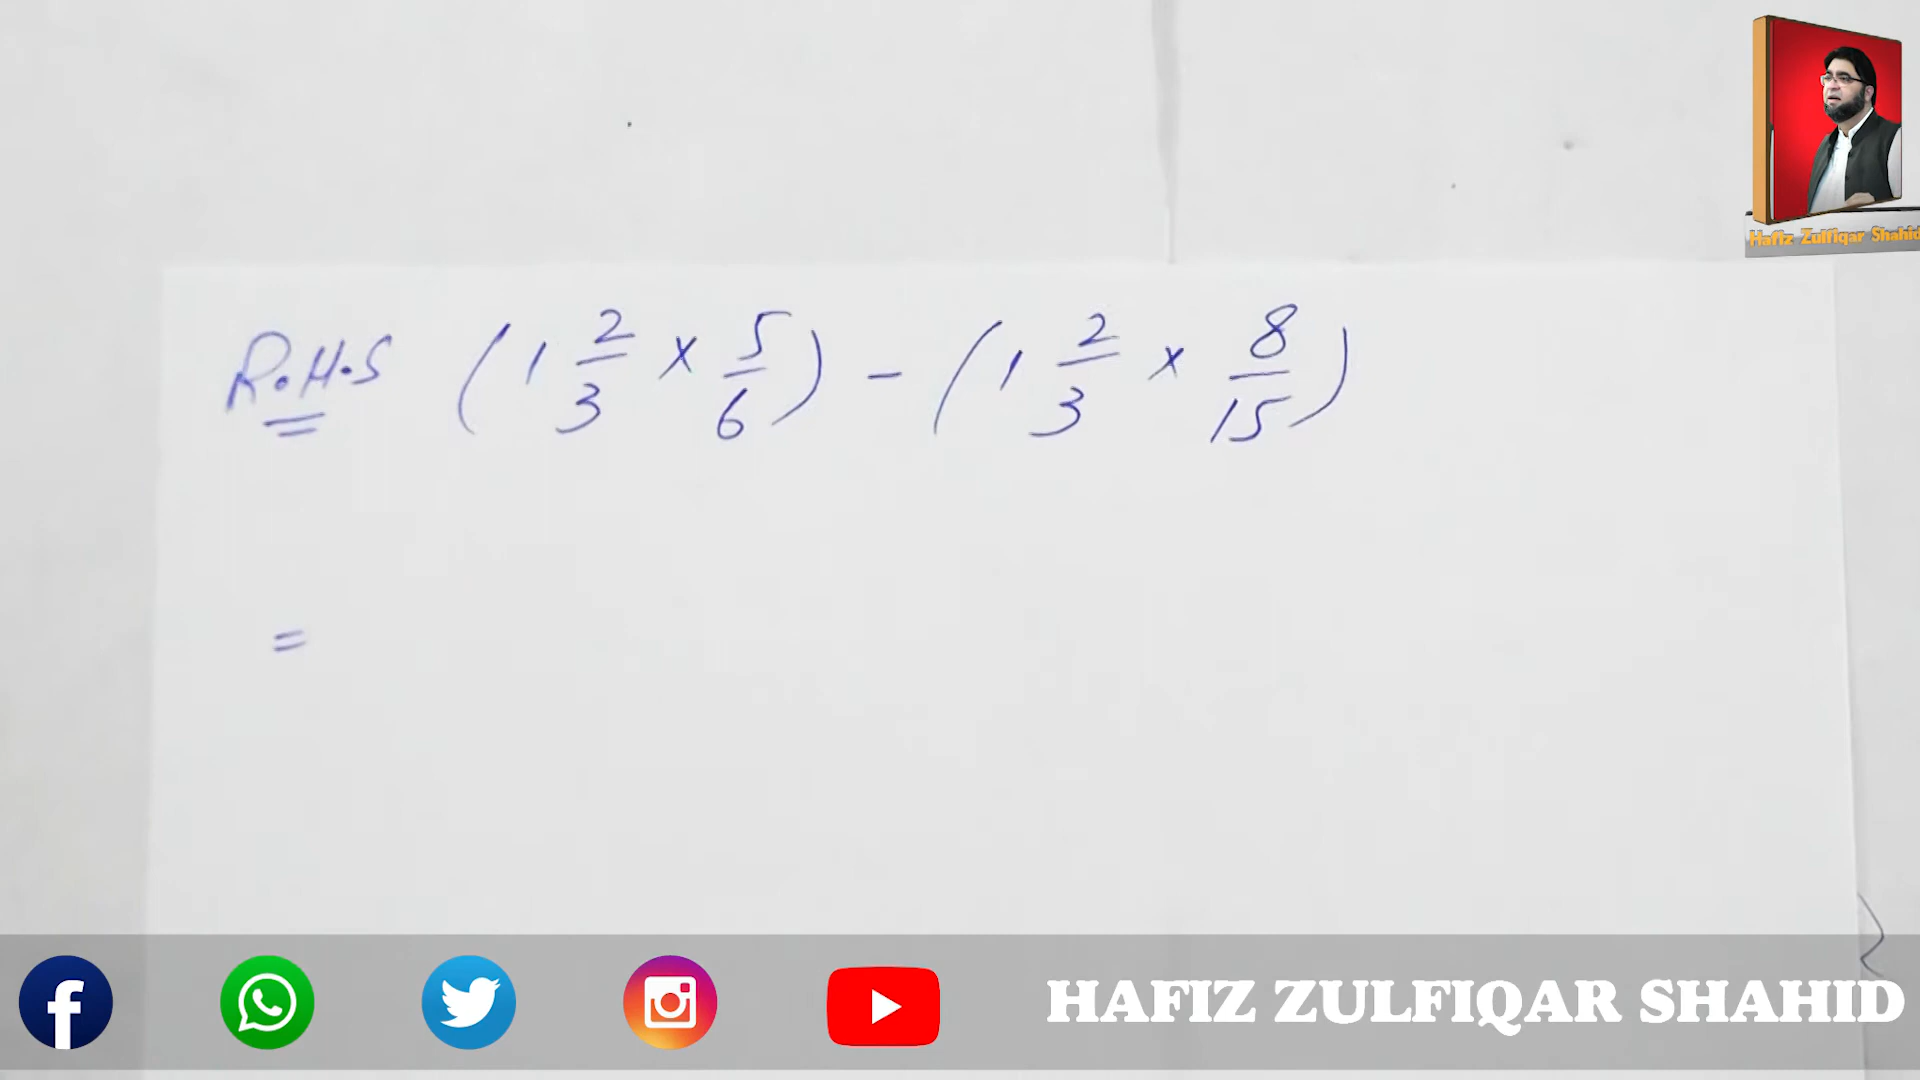 Hafiz Zulfiqar Shahid
R.H.S (1 2/3 × 5/6) - (1 2/3 × 8/15)
=
HAFIZ ZULFIQAR SHAHID